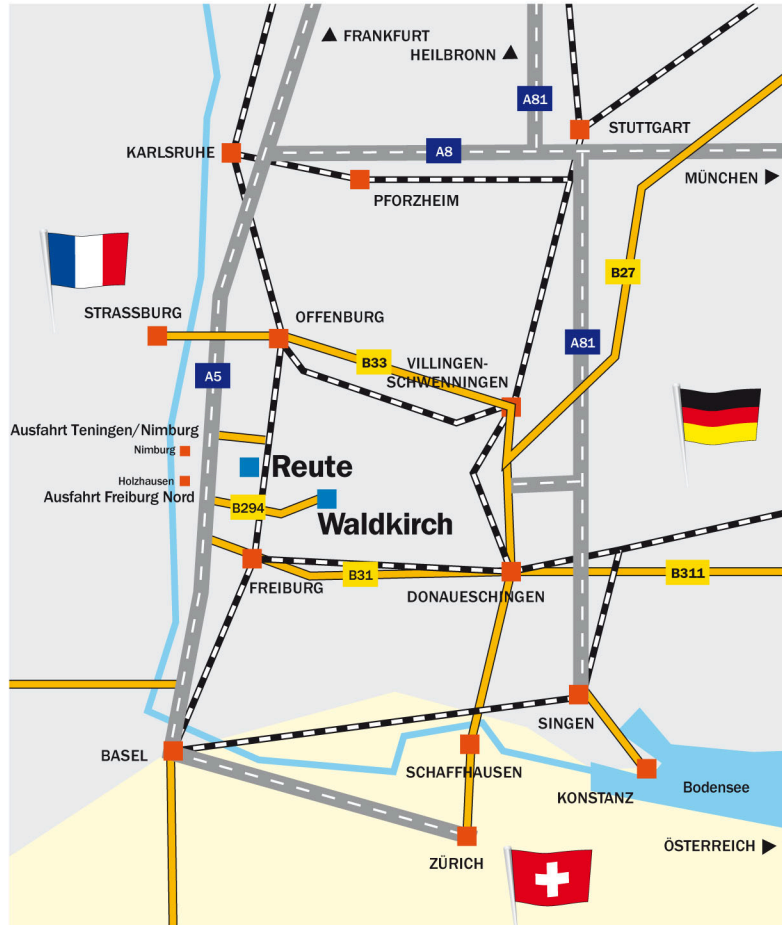 FRANKFURT
HEILBRONN
A81
STUTTGART
KARLSRUHE
A8
PFORZHEIM
MÜNCHEN
B27
STRASSBURG
OFFENBURG
B33
VILLINGEN-
SCHWENNINGEN
A81
A5
Ausfahrt Teningen/Nimburg
Nimburg
Reute
Holzhausen
Ausfahrt Freiburg Nord
B294
Waldkirch
FREIBURG
B31
DONAUESCHINGEN
B311
SINGEN
BASEL
SCHAFFHAUSEN
KONSTANZ
Bodensee
ZÜRICH
ÖSTERREICH